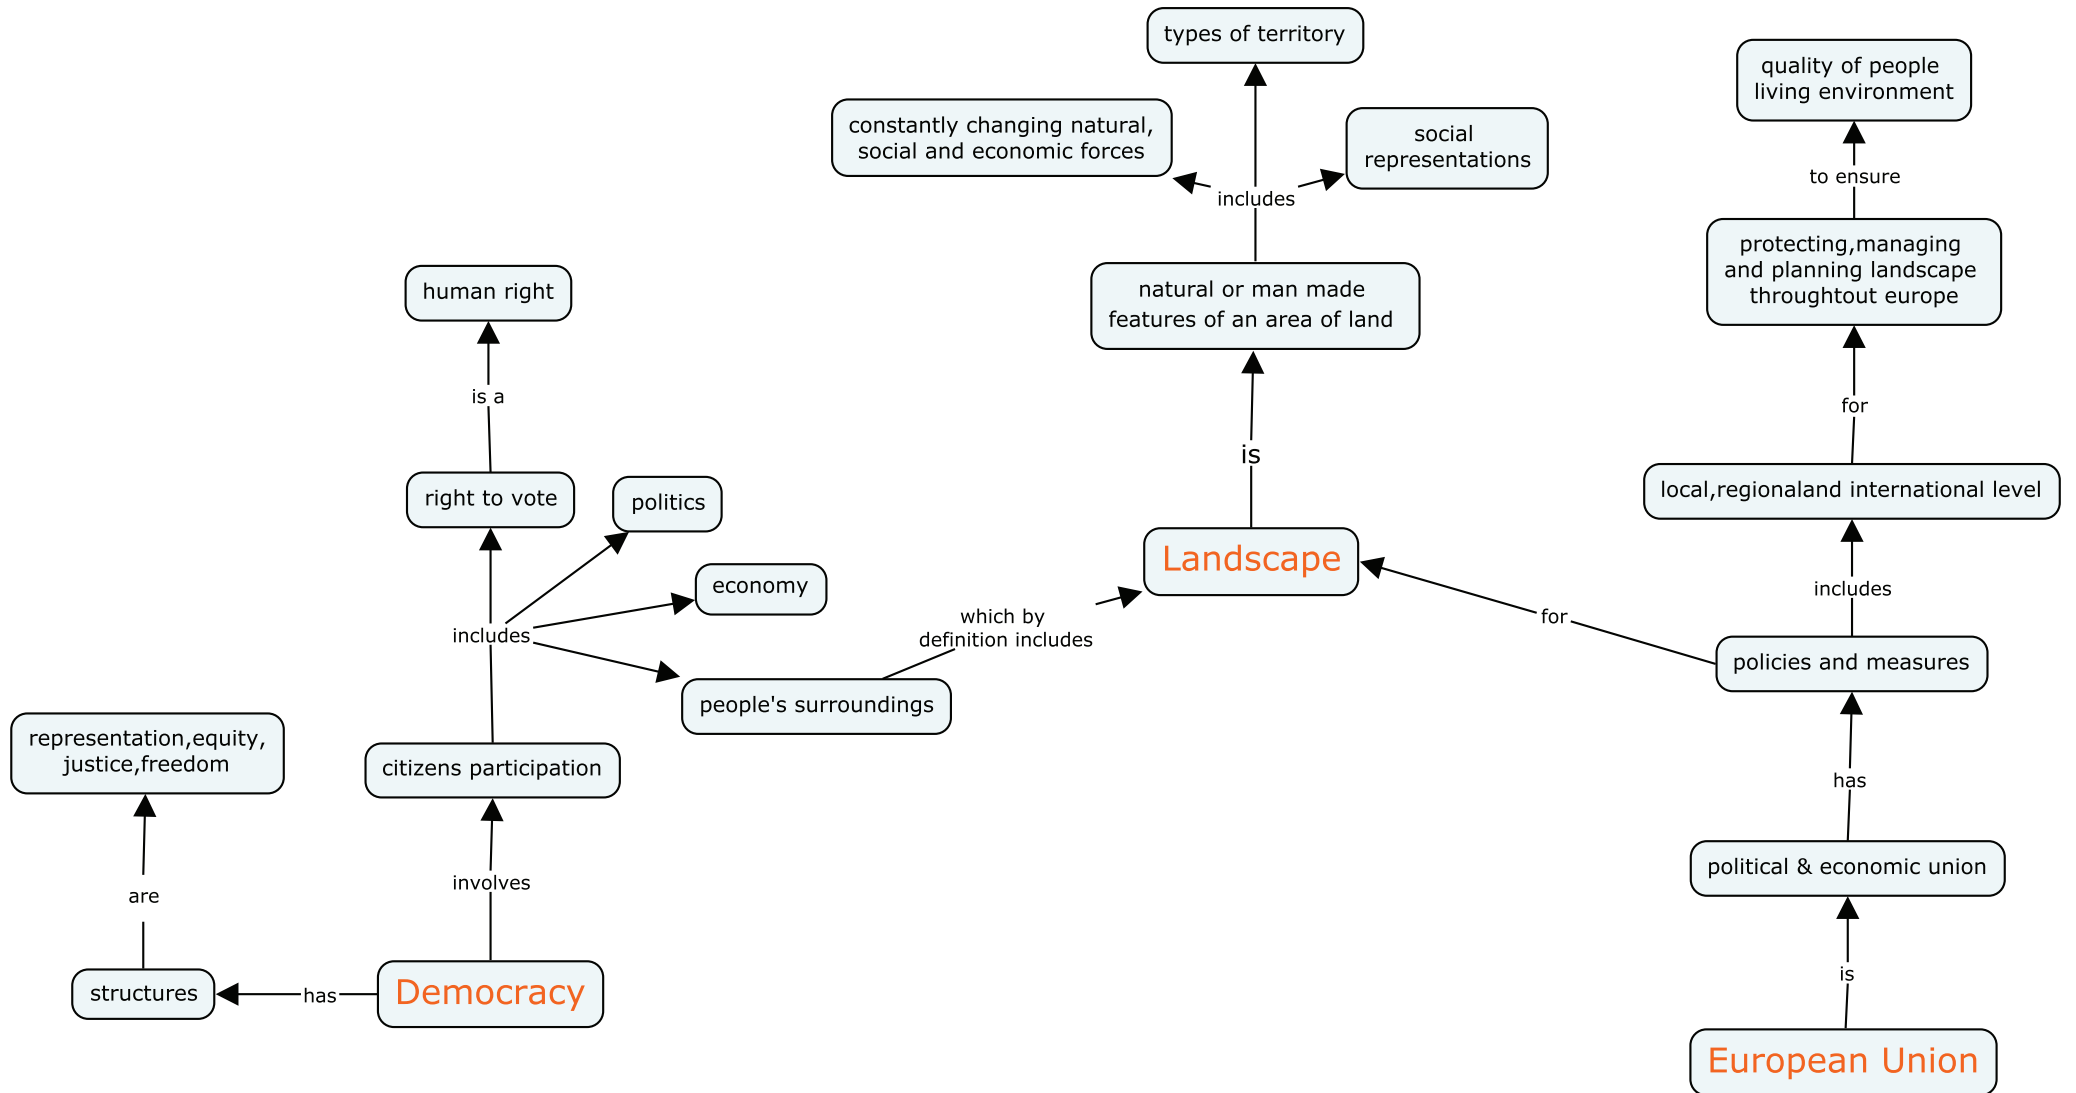 types of territory
quality of people
living environment
constantly changing natural,
social and economic forces
social
representations
to ensure
includes
protecting,managing
and planning landscape
throughtout europe
human right
natural or man made
features of an area of land
is a
for
is
right to vote
politics
local,regionaland international level
Landscape
economy
includes
which by
definition includes
for
includes
policies and measures
people's surroundings
representation,equity,
justice,freedom
citizens participation
has
involves
are
political & economic union
is
structures
has
Democracy
European Union